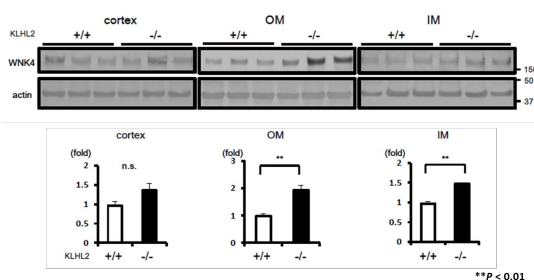 cortex OM IM
KLHL2 +/+ -/- +/+ -/- +/+ -/-
WNK4
150
50
actin
37
cortex OM IM
(fold) (fold) (fold)
n.s. ** **
2 3 2
1.5 2 1.5
1 1 1
0.5 0 0.5
0 0
KLHL2 +/+ -/- +/+ -/- +/+ -/-
**P < 0.01